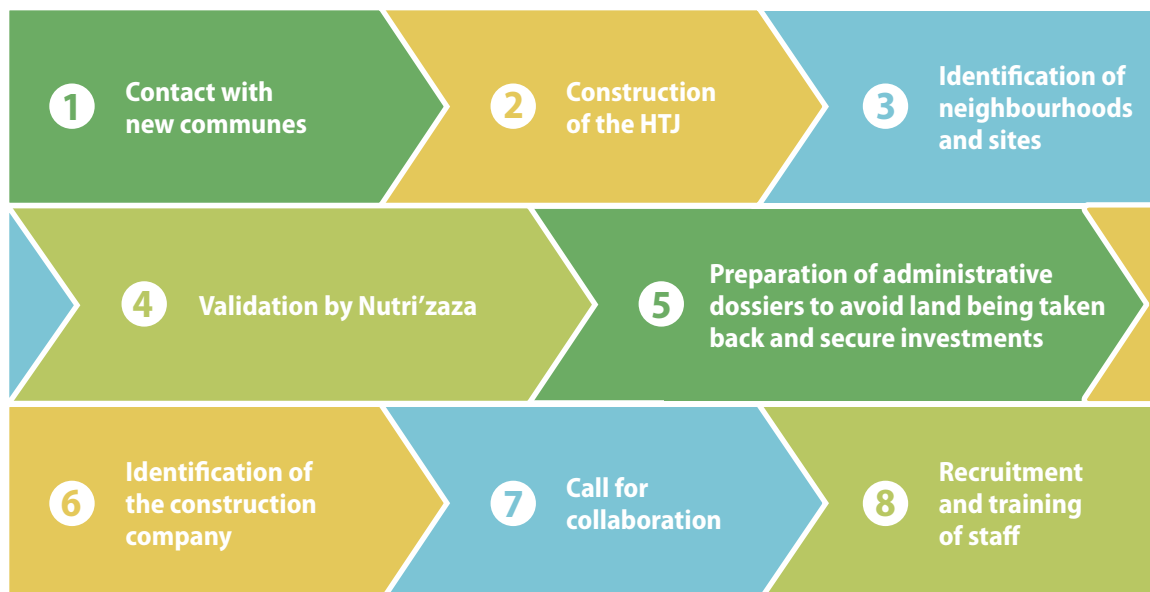 1
Contact with
new communes
2
Construction
of the HTJ
3
Identification of
neighbourhoods
and sites
4
Validation by Nutri’zaza
5
Preparation of administrative
dossiers to avoid land being taken
back and secure investments
6
Identification of
the construction
company
7
Call for
collaboration
8
Recruitment
and training
of staff